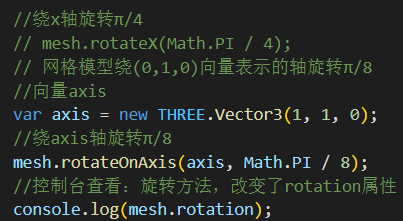 //绕x轴旋转π/4
// mesh.rotateX(Math.PI / 4);
// 网格模型绕(0,1,0)向量表示的轴旋转π/8
//向量axis
var axis = new THREE.Vector3(1, 1, 0);
//绕axis轴旋转π/8
mesh.rotateOnAxis(axis, Math.PI / 8);
//控制台查看：旋转方法，改变了rotation属性
console.log(mesh.rotation);